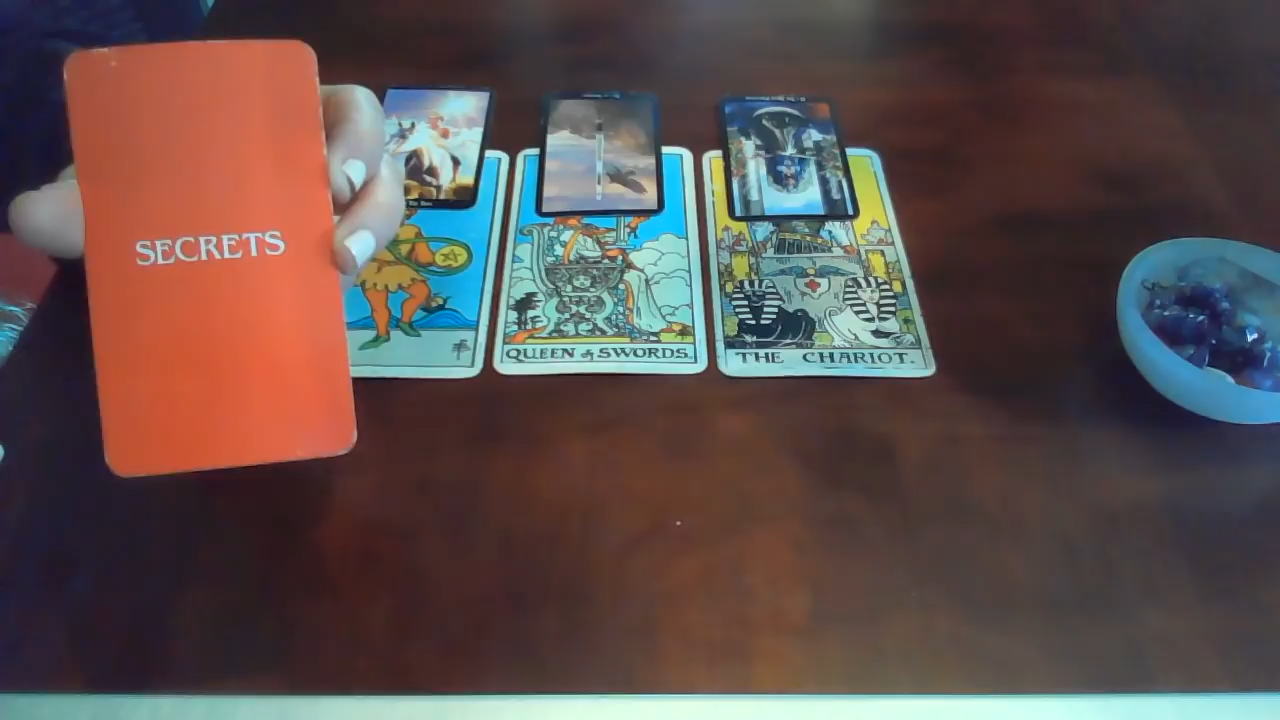 SECRETS
QUEEN of SWORDS.
THE CHARIOT.